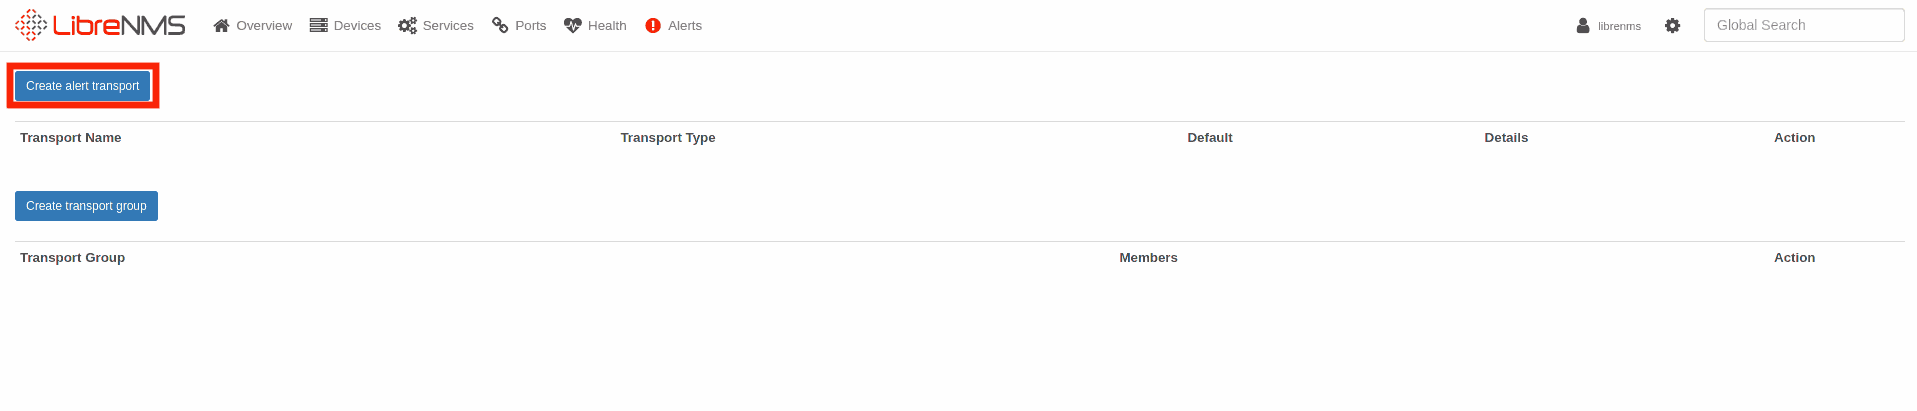 LibreNMS Overview Devices Services Ports Health Alerts librenms Global Search
Create alert transport
Transport Name Transport Type Default Details Action
Create transport group
Transport Group Members Action